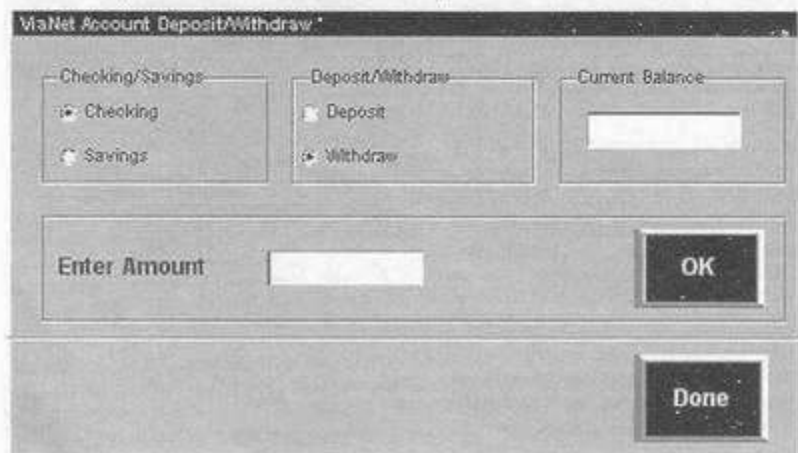 ViaNet Account Deposit/Withdraw
Checking/Savings
Checking
Savings
Deposit/Withdraw
Deposit
Withdraw
Current Balance
Enter Amount
OK
Done